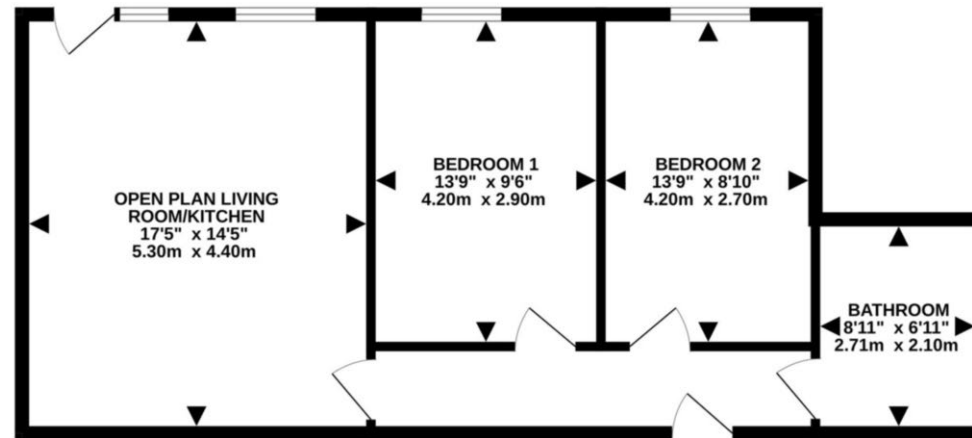 OPEN PLAN LIVING
ROOM/KITCHEN
17'5" x 14'5"
5.30m x 4.40m
BEDROOM 1
13'9" x 9'6"
4.20m x 2.90m
BEDROOM 2
13'9" x 8'10"
4.20m x 2.70m
BATHROOM
8'11" x 6'11"
2.71m x 2.10m